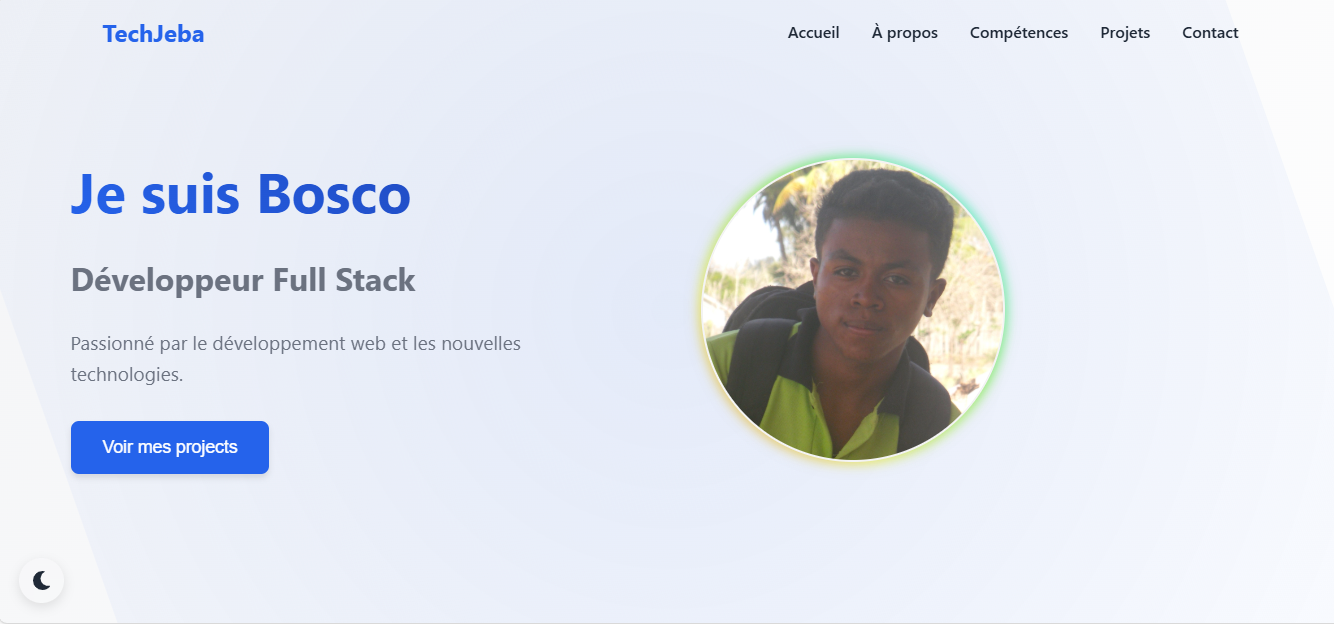 TechJeba
Accueil À propos Compétences Projets Contact
Je suis Bosco
Développeur Full Stack
Passionné par le développement web et les nouvelles
technologies.
Voir mes projects